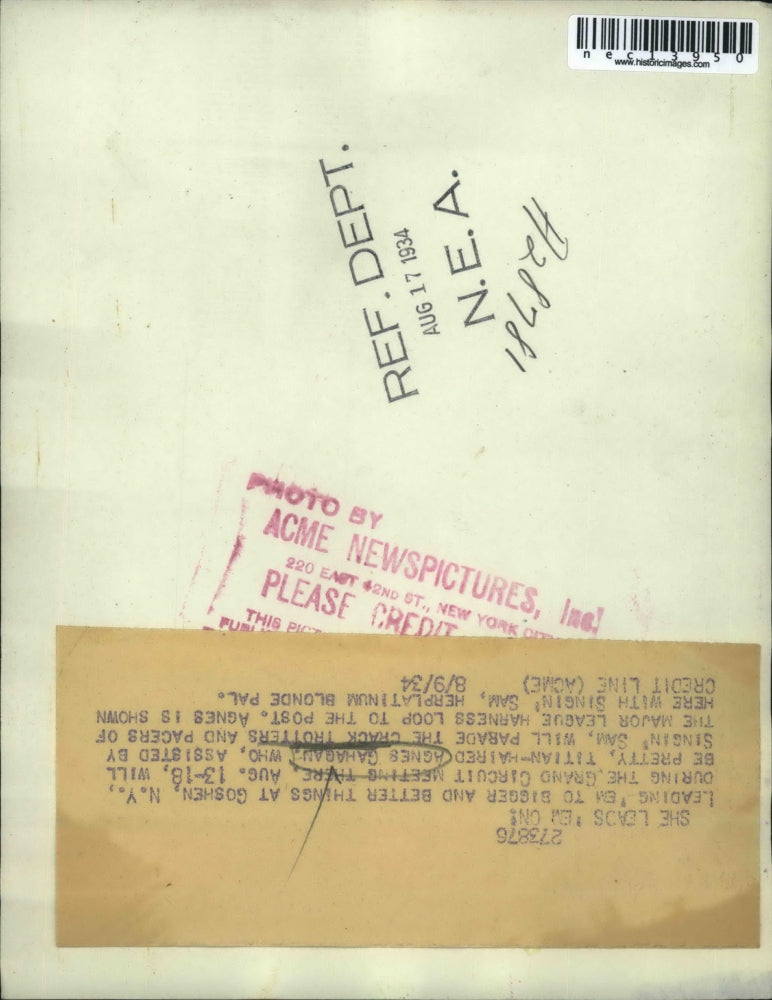 nec13950
www.historicimages.com
REF. DEPT.
AUG 17 1934
N.E.A.
PHOTO BY
ACME NEWSPICTURES, Inc.
220 EAST 42ND ST., NEW YORK CIT
PLEASE CREDIT
THIS PICT
273876
SHE LEADS 'EM ON!
LEADING 'EM TO BIGGER AND BETTER THINGS AT GOSHEN, N.Y.,
DURING THE GRAND CIRCUIT MEETING THERE, AUG. 13-18, WILL
BE PRETTY, TITIAN-HAIRED AGNES GAHAGAN, WHO, ASSISTED BY
SINGIN' SAM, WILL PARADE THE CRACK TROTTERS AND PACERS OF
THE MAJOR LEAGUE HARNESS LOOP TO THE POST. AGNES IS SHOWN
HERE WITH SINGIN' SAM, HERPLATINUM BLONDE PAL.
CREDIT LINE (ACME) 8/9/34